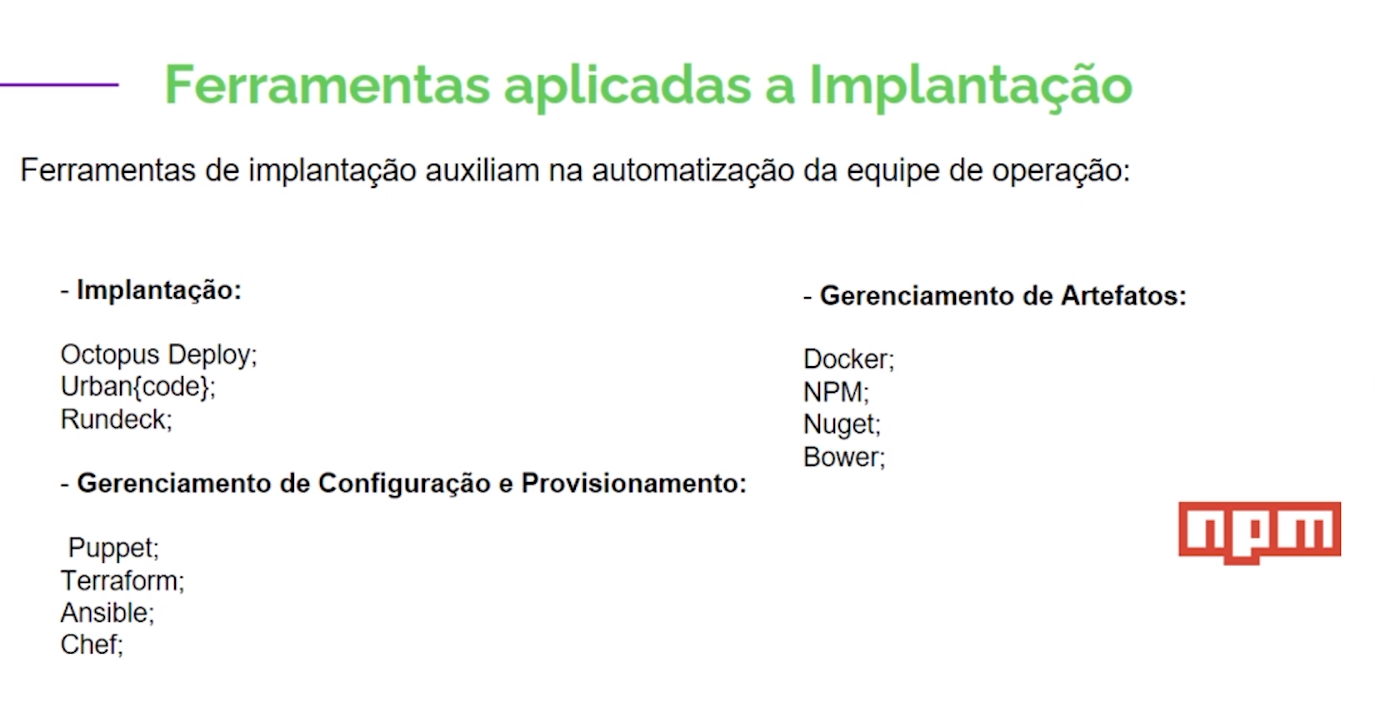 Ferramentas aplicadas a Implantação
Ferramentas de implantação auxiliam na automatização da equipe de operação:
- Implantação:
Octopus Deploy;
Urban{code};
Rundeck;
- Gerenciamento de Configuração e Provisionamento:
Puppet;
Terraform;
Ansible;
Chef;
- Gerenciamento de Artefatos:
Docker;
NPM;
Nuget;
Bower;
npm